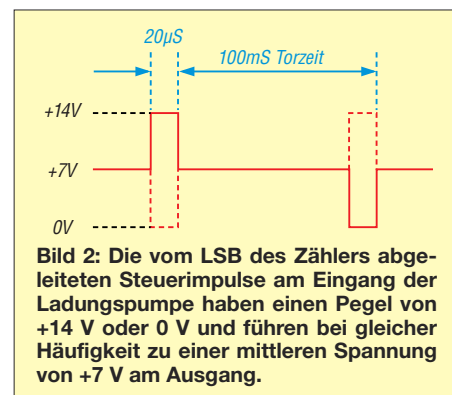 20µS
100mS Torzeit
+14V
+7V
0V
Bild 2: Die vom LSB des Zählers abge-
leiteten Steuerimpulse am Eingang der
Ladungspumpe haben einen Pegel von
+14 V oder 0 V und führen bei gleicher
Häufigkeit zu einer mittleren Spannung
von +7 V am Ausgang.